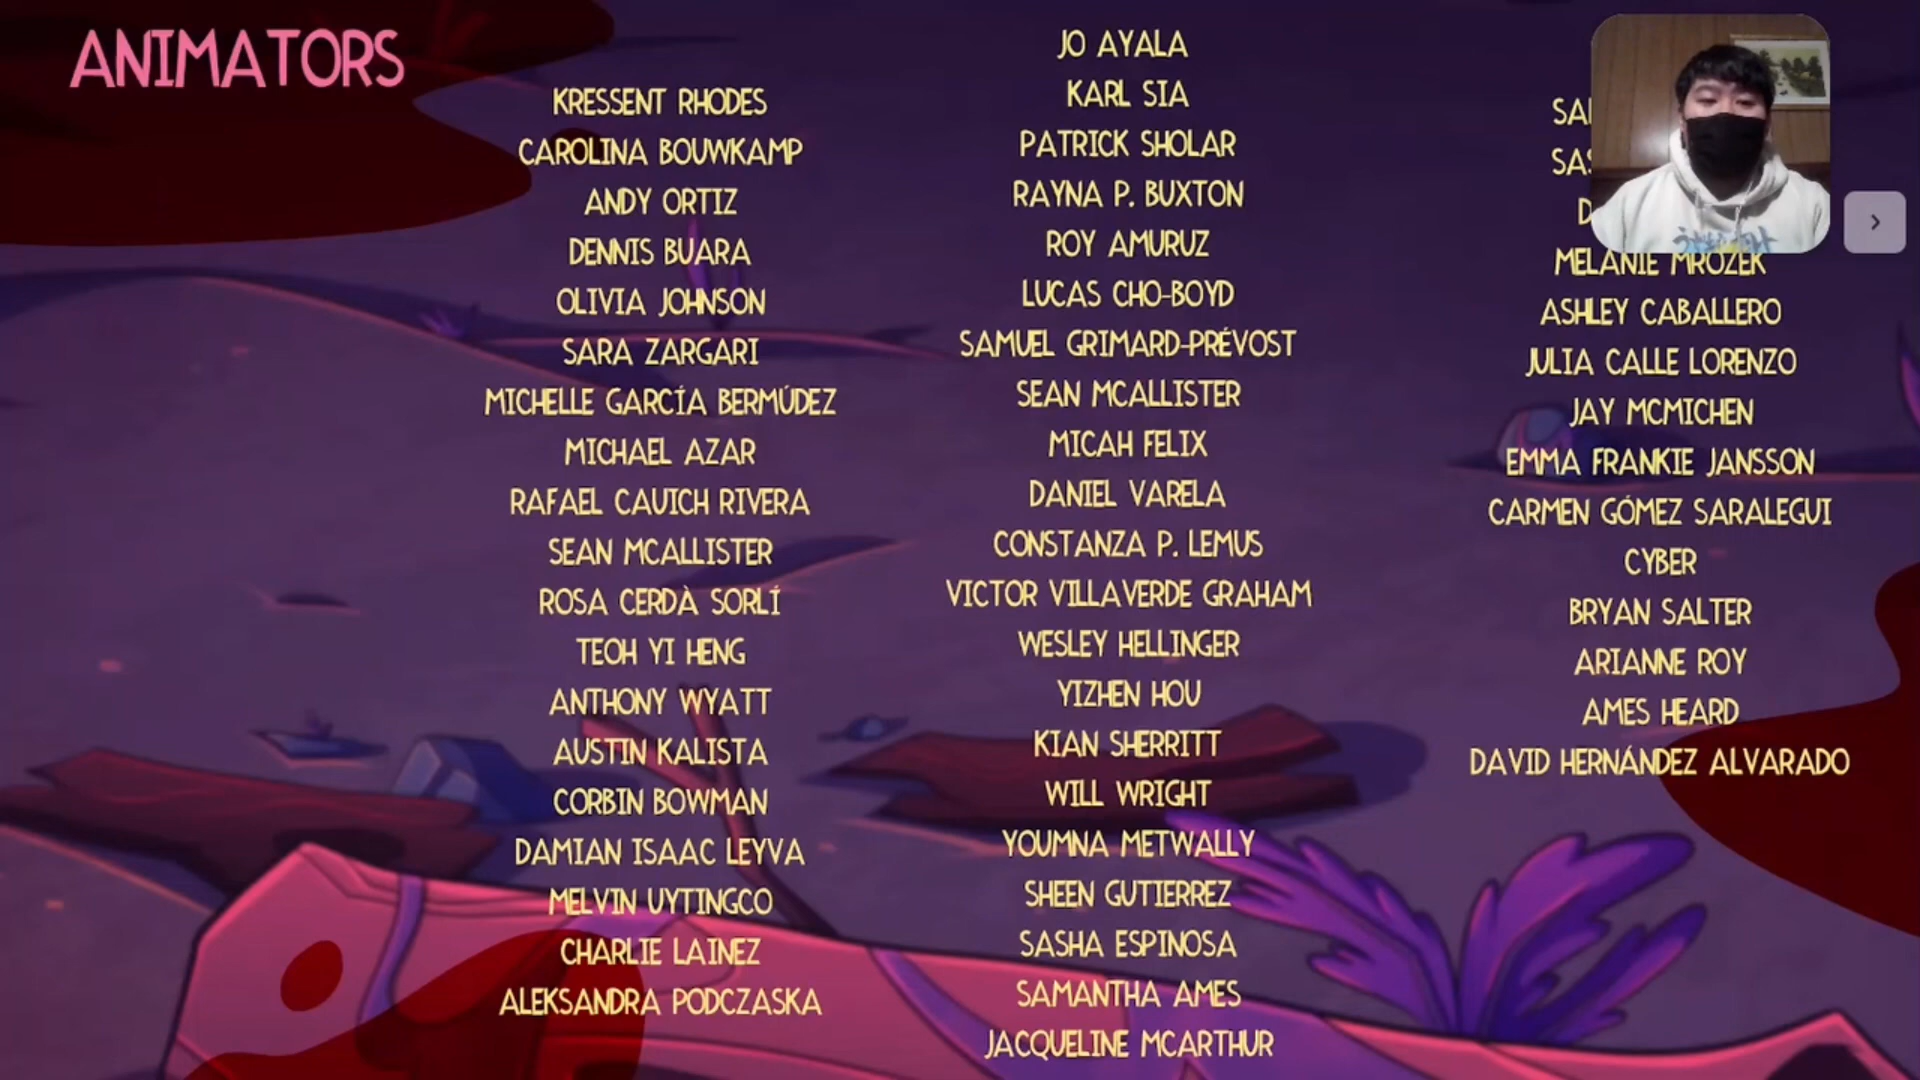 ANIMATORS
KRESSENT RHODES
CAROLINA BOUWKAMP
ANDY ORTIZ
DENNIS BUARA
OLIVIA JOHNSON
SARA ZARGARI
MICHELLE GARCÍA BERMÚDEZ
MICHAEL AZAR
RAFAEL CAUICH RIVERA
SEAN MCALLISTER
ROSA CERDÀ SORLÍ
TEOH YI HENG
ANTHONY WYATT
AUSTIN KALISTA
CORBIN BOWMAN
DAMIAN ISAAC LEYVA
MELVIN UYTINGCO
CHARLIE LAINEZ
ALEKSANDRA PODCZASKA
JO AYALA
KARL SIA
PATRICK SHOLAR
RAYNA P. BUXTON
ROY AMURUZ
LUCAS CHO-BOYD
SAMUEL GRIMARD-PRÉVOST
SEAN MCALLISTER
MICAH FELIX
DANIEL VARELA
CONSTANZA P. LEMUS
VICTOR VILLAVERDE GRAHAM
WESLEY HELLINGER
YIZHEN HOU
KIAN SHERRITT
WILL WRIGHT
YOUMNA METWALLY
SHEEN GUTIERREZ
SASHA ESPINOSA
SAMANTHA AMES
JACQUELINE MCARTHUR
MELANIE MROZEK
ASHLEY CABALLERO
JULIA CALLE LORENZO
JAY MCMICHEN
EMMA FRANKIE JANSSON
CARMEN GÓMEZ SARALEGUI
CYBER
BRYAN SALTER
ARIANNE ROY
AMES HEARD
DAVID HERNÁNDEZ ALVARADO